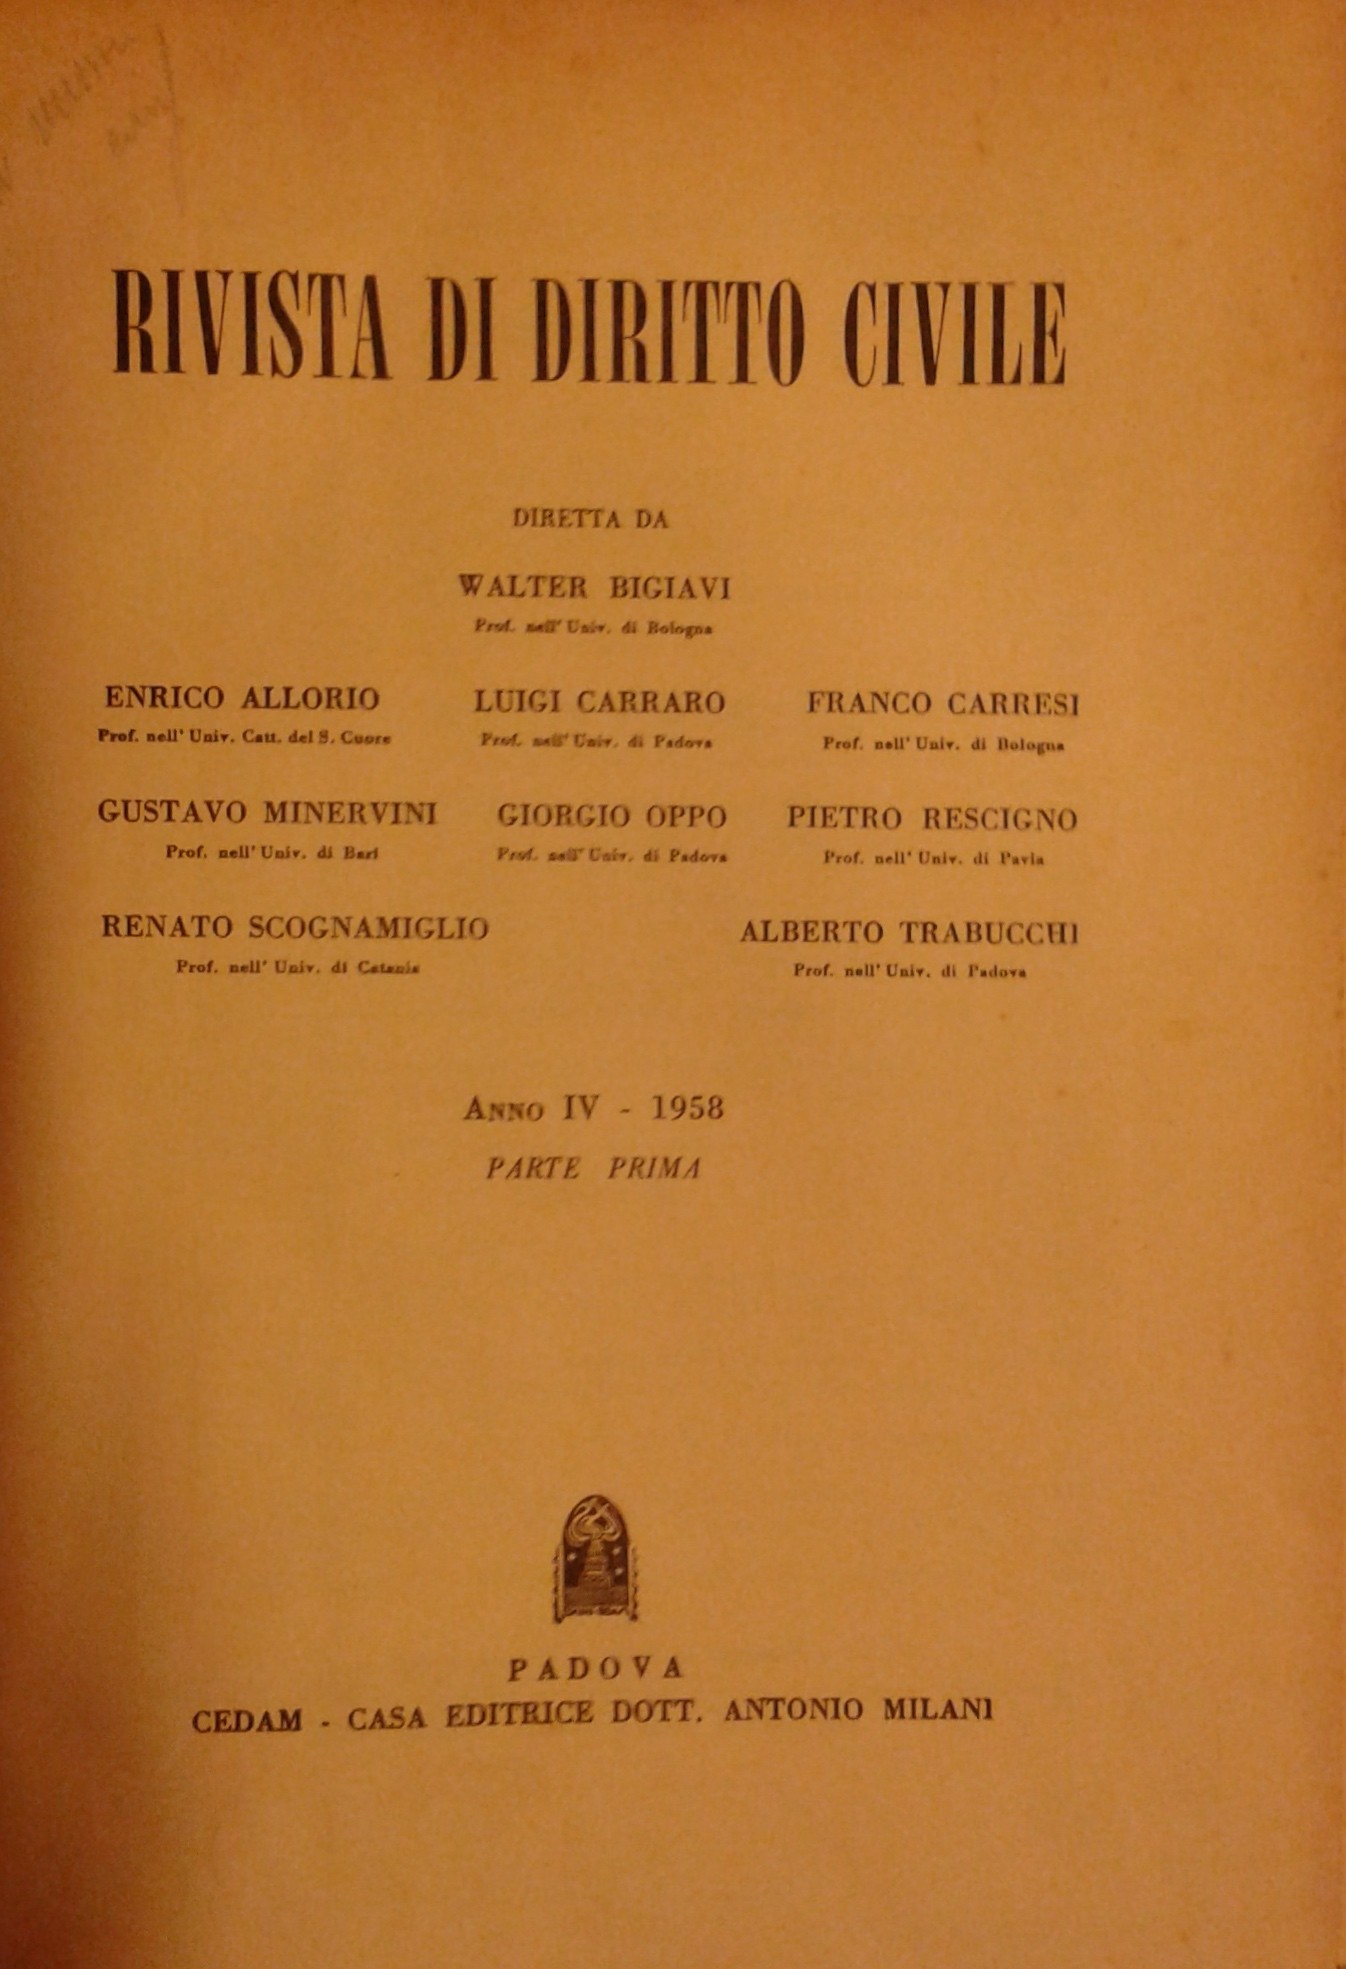 RIVISTA DI DIRITTO CIVILE
DIRETTA DA
WALTER BIGIAVI
Prof. nell' Univ. di Bologna
ENRICO ALLORIO LUIGI CARRARO FRANCO CARRESI
Prof. nell' Univ. Catt. del S. Cuore Prof. nell' Univ. di Padova Prof. nell' Univ. di Bologna
GUSTAVO MINERVINI GIORGIO OPPO PIETRO RESCIGNO
Prof. nell' Univ. di Bari Prof. nell' Univ. di Padova Prof. nell' Univ. di Pavia
RENATO SCOGNAMIGLIO ALBERTO TRABUCCHI
Prof. nell' Univ. di Catania Prof. nell' Univ. di Padova
ANNO IV - 1958
PARTE PRIMA
PADOVA
CEDAM - CASA EDITRICE DOTT. ANTONIO MILANI